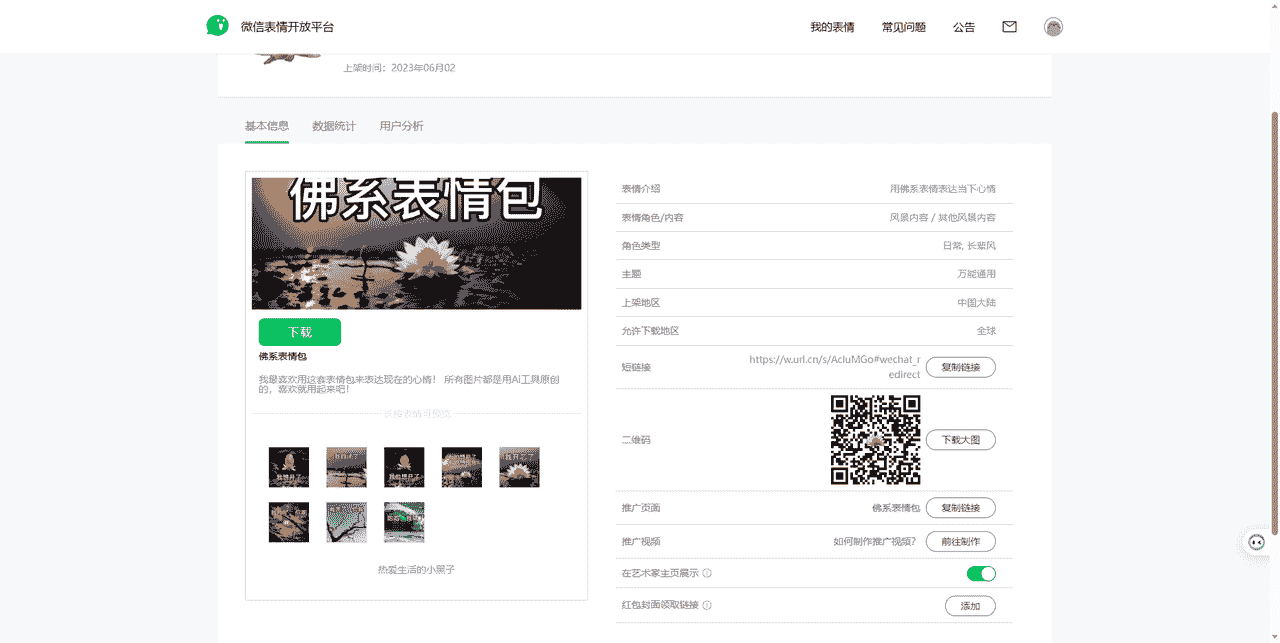 微信表情开放平台
我的表情
常见问题
公告
上架时间：2023年06月02
基本信息
数据统计
用户分析
佛系表情包
下载
佛系表情包
我最喜欢用这套表情包来表达现在的心情！ 所有图片都是用AI工具原创
的，喜欢就用起来吧！
长按表情可预览
热爱生活的小黑子
表情介绍
用佛系表情表达当下心情
表情角色/内容
风景内容 / 其他风景内容
角色类型
日常, 长辈风
主题
万能通用
上架地区
中国大陆
允许下载地区
全球
短链接
https://w.url.cn/s/AcIuMGo#wechat_r
edirect
复制链接
二维码
下载大图
推广页面
佛系表情包
复制链接
推广视频
如何制作推广视频？
前往制作
在艺术家主页展示
红包封面领取链接
添加